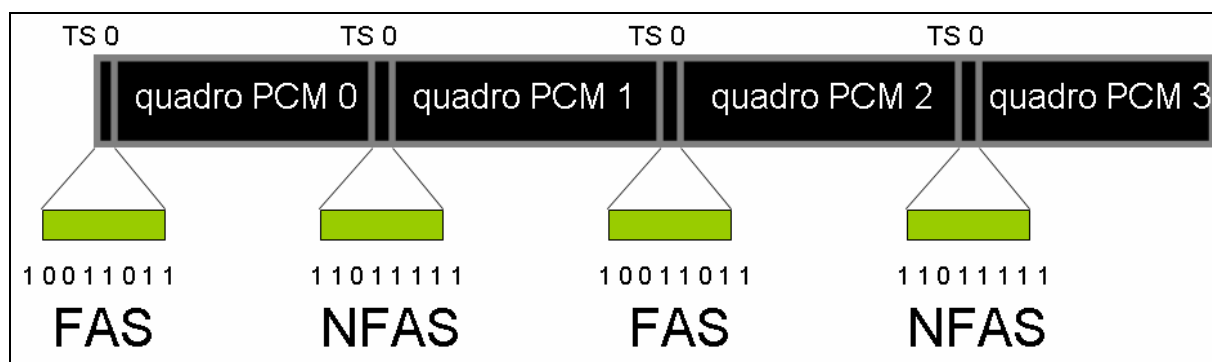 TS 0 TS 0 TS 0 TS 0
quadro PCM 0 quadro PCM 1 quadro PCM 2 quadro PCM 3
1 0 0 1 1 0 1 1 1 1 0 1 1 1 1 1 1 0 0 1 1 0 1 1 1 1 0 1 1 1 1 1
FAS NFAS FAS NFAS